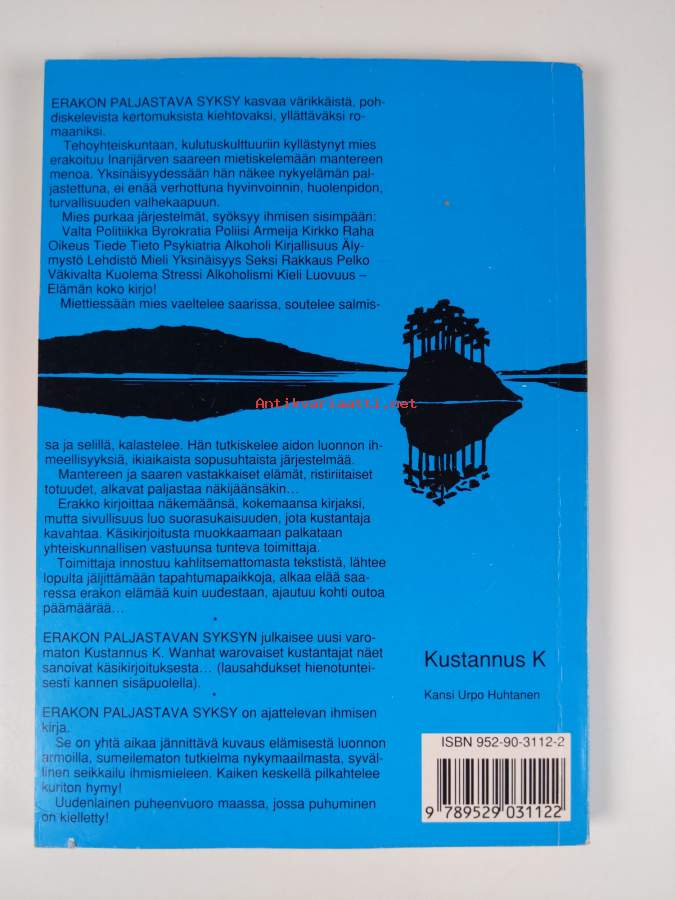 ERAKON PALJASTAVA SYKSY kasvaa värikkäistä, poh-
diskelevista kertomuksista kiehtovaksi, yllättäväksi ro-
maaniksi.
Tehoyhteiskuntaan, kulutuskulttuuriin kyllästynyt mies
erakoituu Inarijärven saareen mietiskelemään mantereen
menoa. Yksinäisyydessään hän näkee nykyelämän pal-
jastettuna, ei enää verhottuna hyvinvoinnin, huolenpidon,
turvallisuuden valhekaapuun.
Mies purkaa järjestelmät, syöksyy ihmisen sisimpään:
Valta Politiikka Byrokratia Poliisi Armeija Kirkko Raha
Oikeus Tiede Tieto Psykiatria Alkoholi Kirjallisuus Äly-
mystö Lehdistö Mieli Yksinäisyys Seksi Rakkaus Pelko
Väkivalta Kuolema Stressi Alkoholismi Kieli Luovuus –
Elämän koko kirjo!
Miettiessään mies vaeltelee saarissa, soutelee salmis-
Antikvariaatti.net
sa ja selillä, kalastelee. Hän tutkiskelee aidon luonnon ih-
meellisyyksiä, ikiaikaista sopusuhtaista järjestelmää.
Mantereen ja saaren vastakkaiset elämät, ristiriitaiset
totuudet, alkavat paljastaa näkijäänsäkin...
Erakko kirjoittaa näkemäänsä, kokemaansa kirjaksi,
mutta sivullisuus luo suorasukaisuuden, jota kustantaja
kavahtaa. Käsikirjoitusta muokkaamaan palkataan
yhteiskunnallisen vastuunsa tunteva toimittaja.
Toimittaja innostuu kahlitsemattomasta tekstistä, lähtee
lopulta jäljittämään tapahtumapaikkoja, alkaa elää saa-
ressa erakon elämää kuin uudestaan, ajautuu kohti outoa
päämäärää...
ERAKON PALJASTAVAN SYKSYN julkaisee uusi varo-
maton Kustannus K. Wanhat warovaiset kustantajat näet
sanoivat käsikirjoituksesta... (lausahdukset hienotuntei-
sesti kannen sisäpuolella).
ERAKON PALJASTAVA SYKSY on ajattelevan ihmisen
kirja.
Se on yhtä aikaa jännittävä kuvaus elämisestä luonnon
armoilla, sumeilematon tutkielma nykymaailmasta, syväl-
linen seikkailu ihmismieleen. Kaiken keskellä pilkahtelee
kuriton hymy!
Uudenlainen puheenvuoro maassa, jossa puhuminen
on kielletty!
Kustannus K
Kansi Urpo Huhtanen
ISBN 952-90-3112-2
9 789529 031122